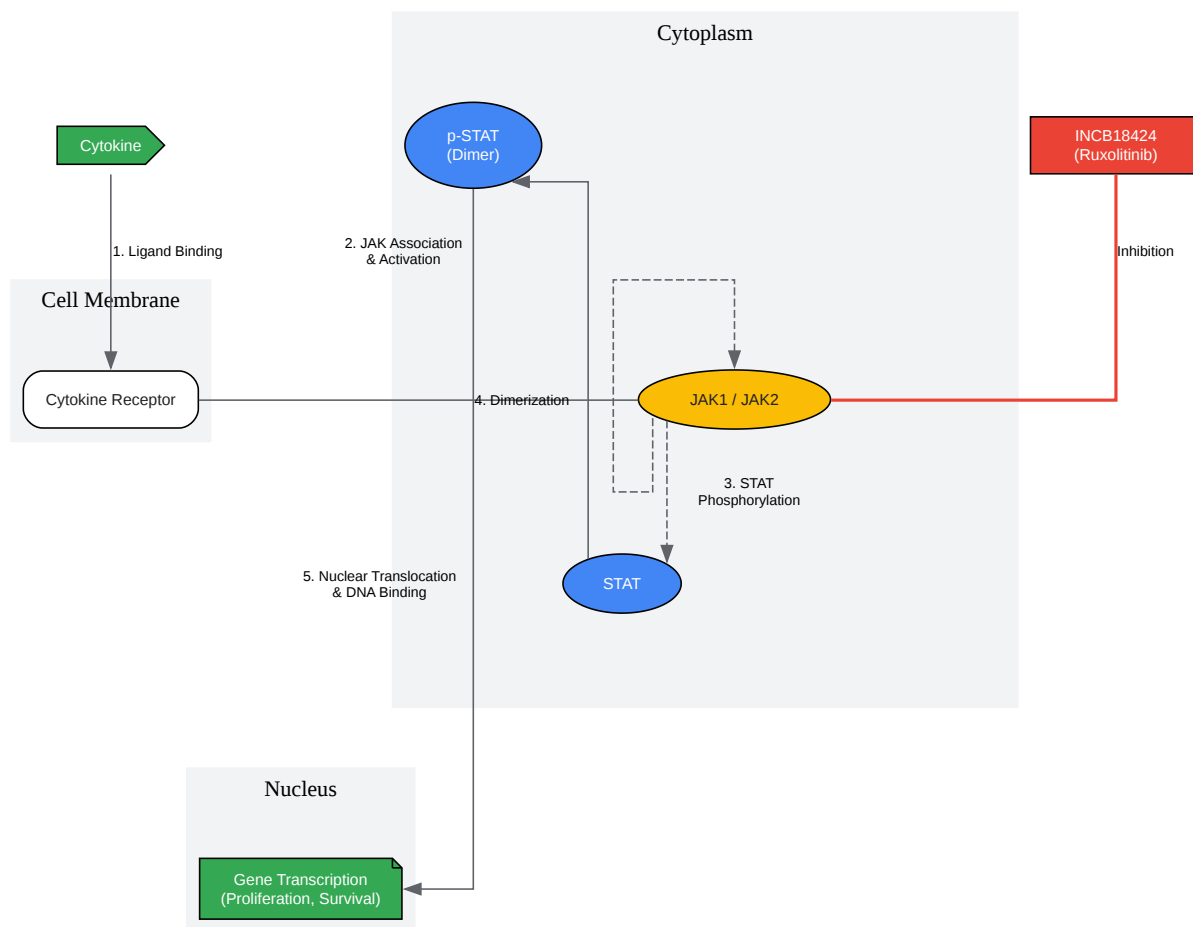 Cytoplasm
p-STAT
(Dimer)
Cytokine
INCB18424
(Ruxolitinib)
1. Ligand Binding
2. JAK Association
& Activation
Inhibition
Cell Membrane
Cytokine Receptor
4. Dimerization
JAK1 / JAK2
3. STAT
Phosphorylation
5. Nuclear Translocation
& DNA Binding
STAT
Nucleus
Gene Transcription
(Proliferation, Survival)